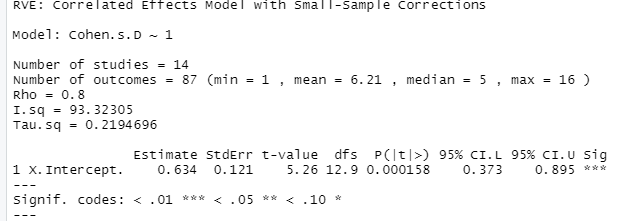 RVE: Correlated Effects Model with Small-Sample Corrections
Model: Cohen.s.D ~ 1
Number of studies = 14
Number of outcomes = 87 (min = 1 , mean = 6.21 , median = 5 , max = 16 )
Rho = 0.8
I.sq = 93.32305
Tau.sq = 0.2194696
Estimate StdErr t-value dfs P(|t|>) 95% CI.L 95% CI.U Sig
1 X.Intercept. 0.634 0.121 5.26 12.9 0.000158 0.373 0.895 ***
---
Signif. codes: < .01 *** < .05 ** < .10 *
---